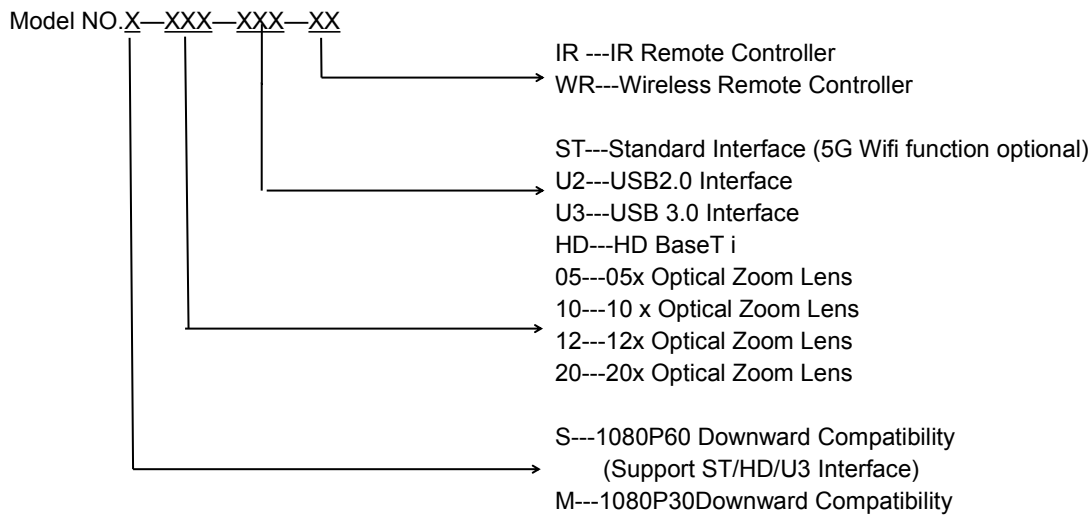 Model NO.X—XXX—XXX—XX
IR ---IR Remote Controller
WR---Wireless Remote Controller
ST---Standard Interface (5G Wifi function optional)
U2---USB2.0 Interface
U3---USB 3.0 Interface
HD---HD BaseT i
05---05x Optical Zoom Lens
10---10 x Optical Zoom Lens
12---12x Optical Zoom Lens
20---20x Optical Zoom Lens
S---1080P60 Downward Compatibility
(Support ST/HD/U3 Interface)
M---1080P30Downward Compatibility